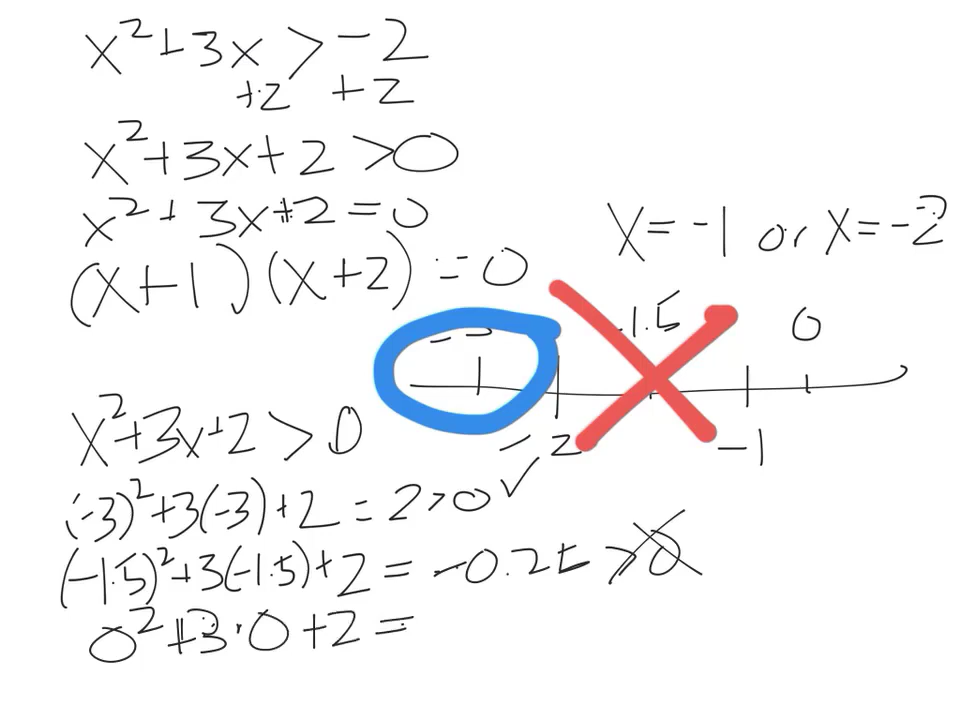 x²+3x > -2
+2 +2
x²+3x+2 >0
x²+3x+2=0
(x+1)(x+2)=0
x=-1 or x=-2
-1.5 0
-2 -1
x²+3x+2 > 0
(-3)²+3(-3)+2=2>0✓
(-1.5)²+3(-1.5)+2=-0.25>0
0²+3·0+2=